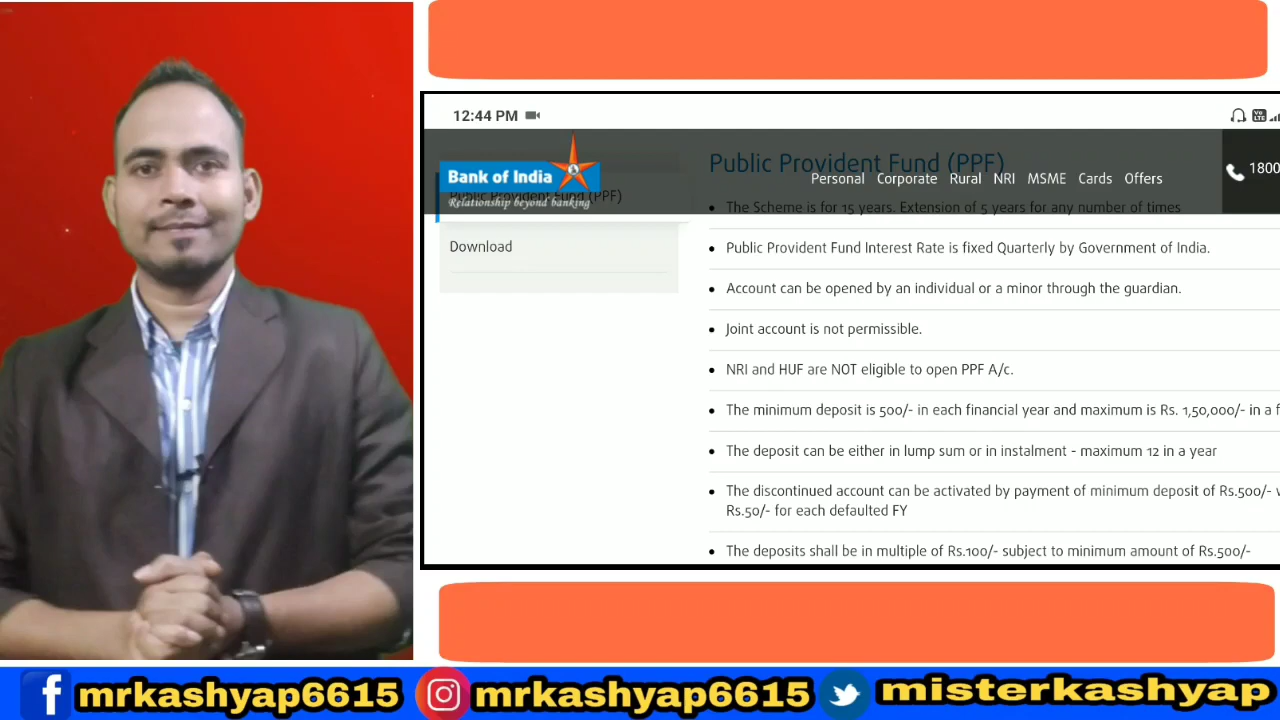 12:44 PM
Bank of India
Relationship beyond banking
Public Provident Fund (PPF)
Download
Public Provident Fund (PPF)
Personal Corporate Rural NRI MSME Cards Offers
1800
• The Scheme is for 15 years. Extension of 5 years for any number of times
• Public Provident Fund Interest Rate is fixed Quarterly by Government of India.
• Account can be opened by an individual or a minor through the guardian.
• Joint account is not permissible.
• NRI and HUF are NOT eligible to open PPF A/c.
• The minimum deposit is 500/- in each financial year and maximum is Rs. 1,50,000/- in a f
• The deposit can be either in lump sum or in instalment - maximum 12 in a year
• The discontinued account can be activated by payment of minimum deposit of Rs.500/-
Rs.50/- for each defaulted FY
• The deposits shall be in multiple of Rs.100/- subject to minimum amount of Rs.500/-
mrkashyap6615 mrkashyap6615 misterkashyap